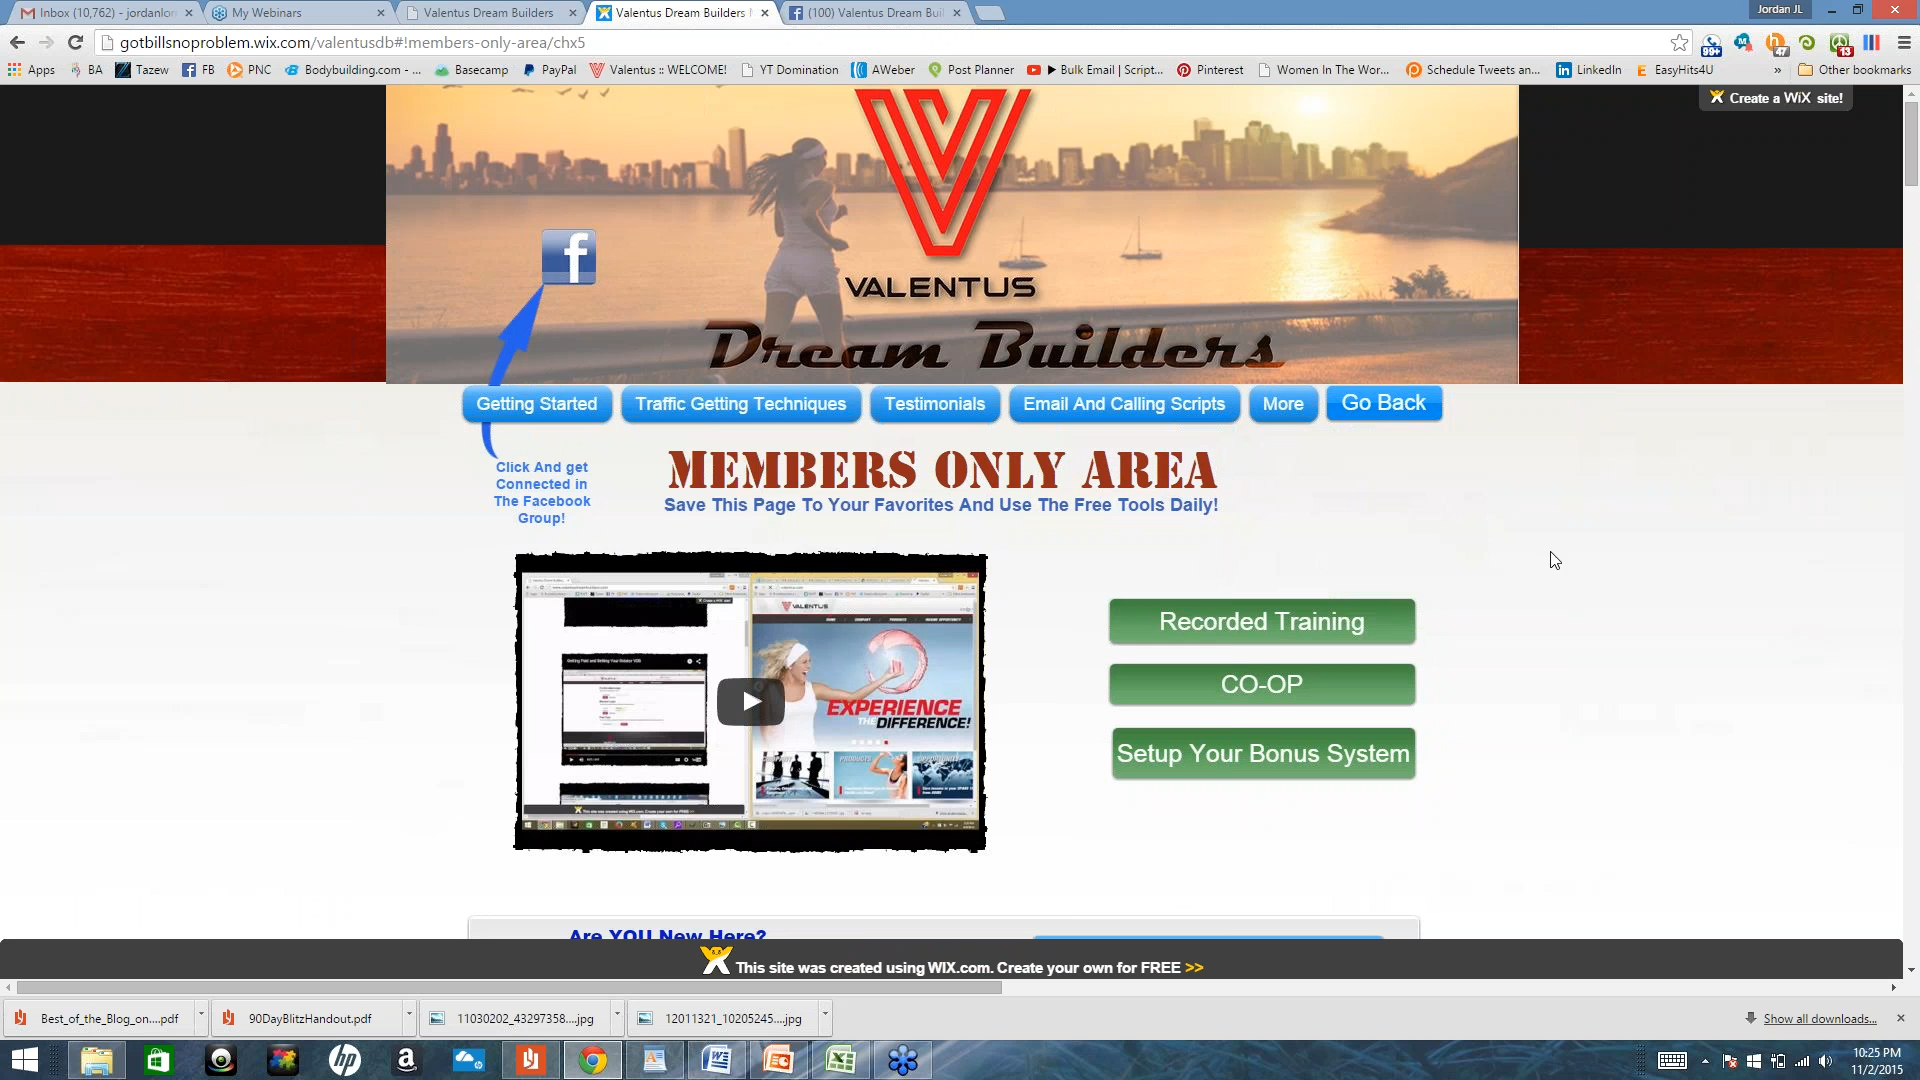 Inbox (10,762) - jordanlor
My Webinars
Valentus Dream Builders
Valentus Dream Builders
(100) Valentus Dream Buil
Jordan JL
gotbillsnoproblem.wix.com/valentusdb#!members-only-area/chx5
99+
47
13
Apps
BA
Tazew
FB
PNC
Bodybuilding.com - ...
Basecamp
PayPal
Valentus :: WELCOME!
YT Domination
AWeber
Post Planner
▶ Bulk Email | Script...
Pinterest
Women In The Wor...
Schedule Tweets an...
LinkedIn
EasyHits4U
»
Other bookmarks
Create a WiX site!
VALENTUS
Dream Builders
Getting Started
Traffic Getting Techniques
Testimonials
Email And Calling Scripts
More
Go Back
Click And get
Connected in
The Facebook
Group!
MEMBERS ONLY AREA
Save This Page To Your Favorites And Use The Free Tools Daily!
VALENTUS
EXPERIENCE
THE DIFFERENCE!
PRODUCTS
Recorded Training
CO-OP
Setup Your Bonus System
Are YOU New Here?
This site was created using WIX.com. Create your own for FREE >>
Best_of_the_Blog_on....pdf
90DayBlitzHandout.pdf
11030202_43297358....jpg
12011321_10205245....jpg
Show all downloads...
10:25 PM
11/2/2015